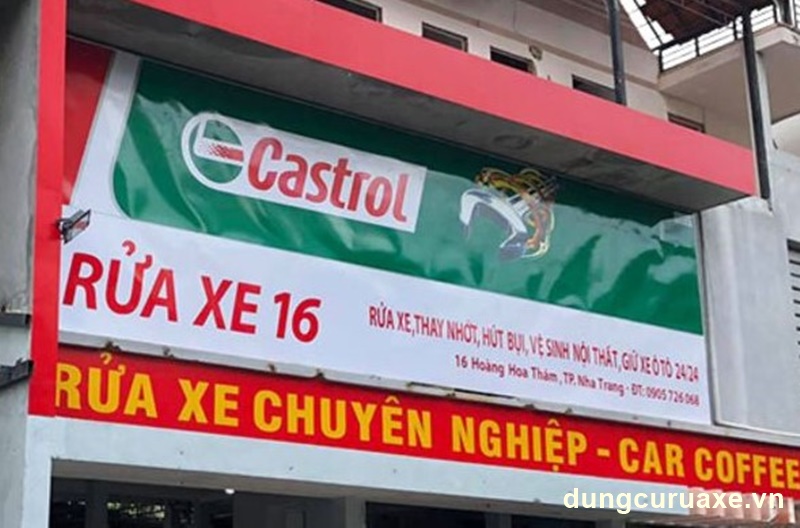 Castrol
RỬA XE 16
RỬA XE,THAY NHỚT, HÚT BỤI, VỆ SINH NỘI THẤT, GIỮ XE Ô TÔ 24/24
16 Hoàng Hoa Thám, TP. Nha Trang - ĐT: 0905 726 068
RỬA XE CHUYÊN NGHIỆP - CAR COFFEE
dungcuruaxe.vn